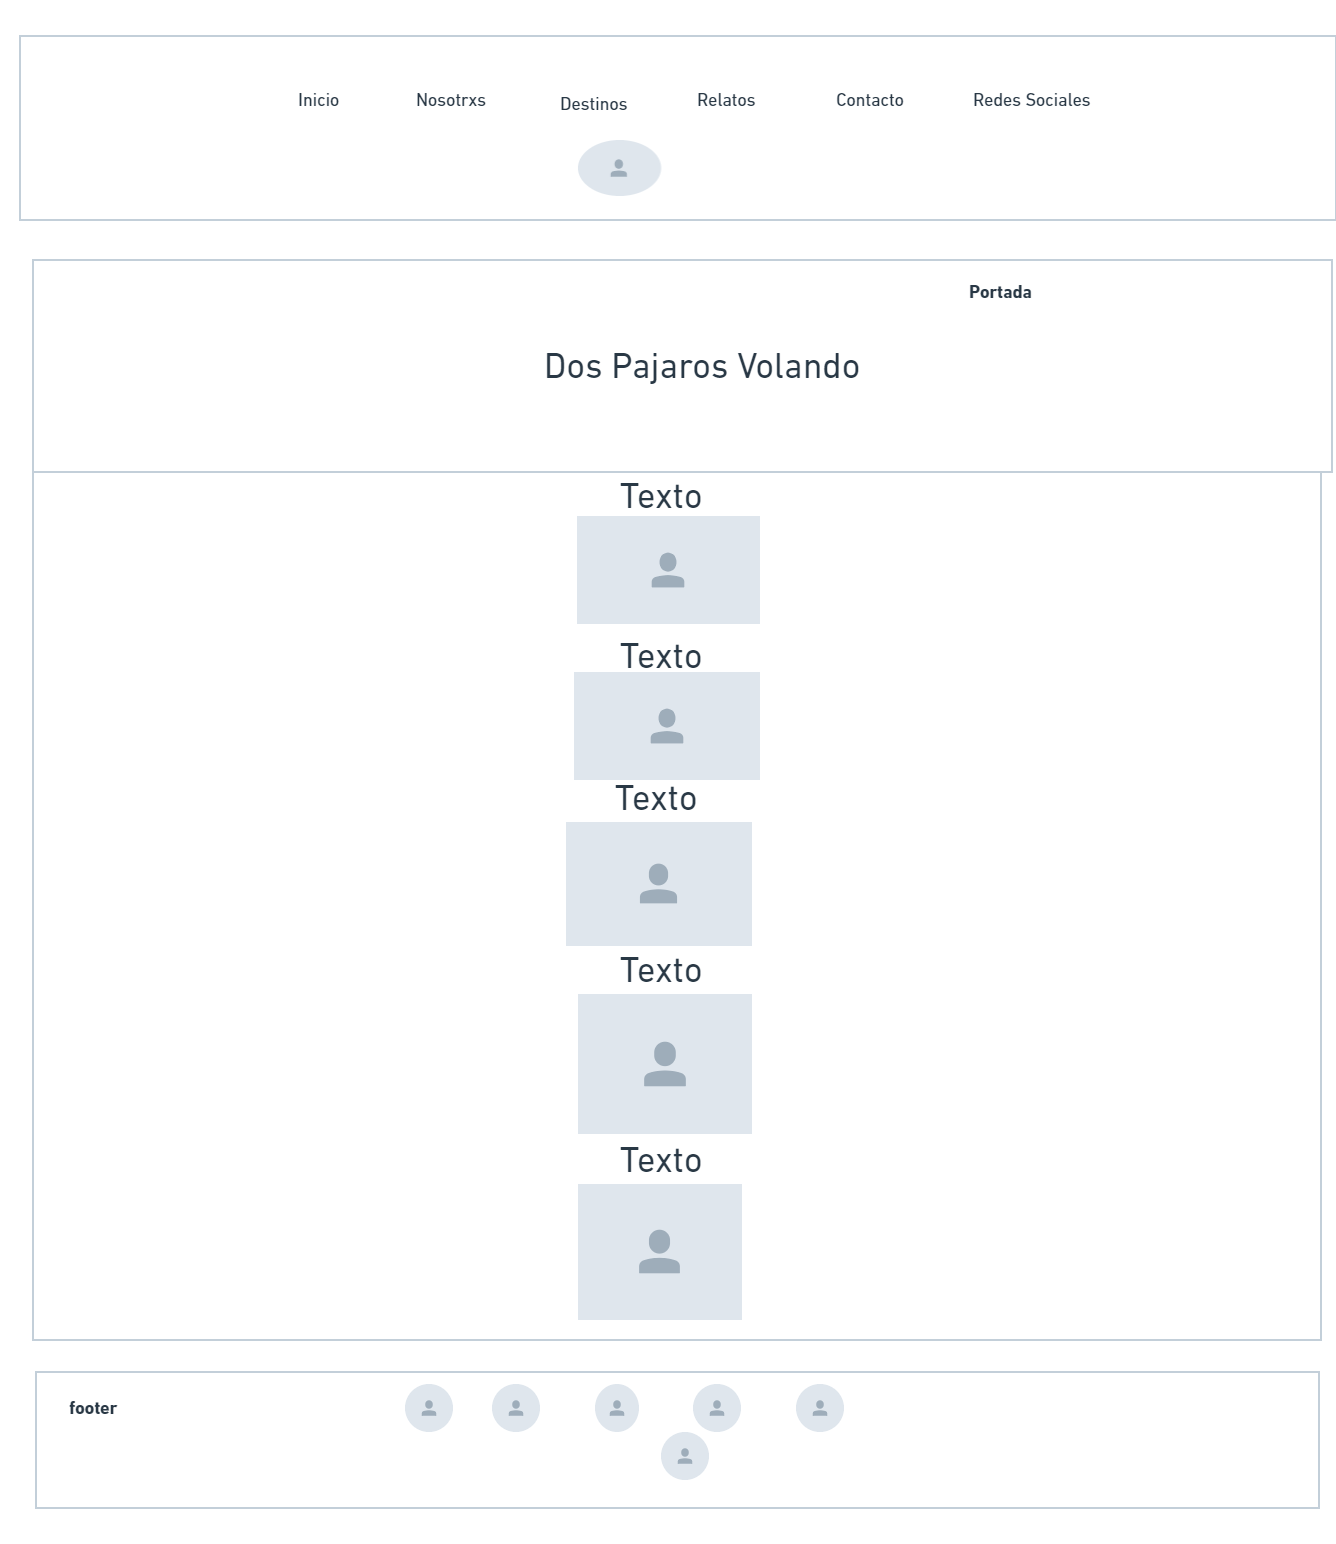 Inicio Nosotrxs Destinos Relatos Contacto Redes Sociales
Portada
Dos Pajaros Volando
Texto
Texto
Texto
Texto
Texto
footer